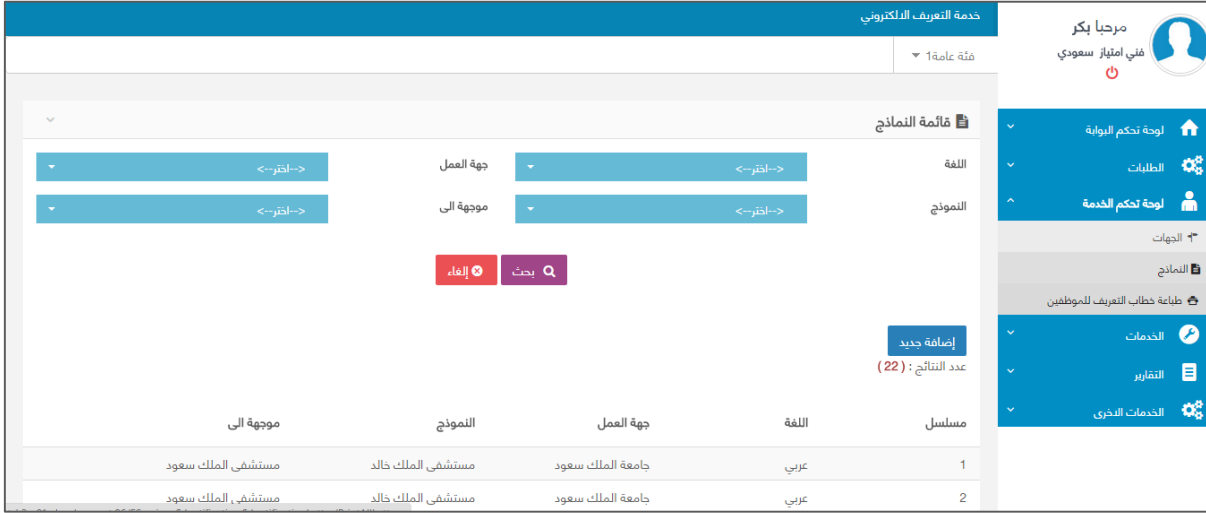 مرحبا بكر
فني امتياز سعودي
لوحة تحكم البوابة
الطلبات
لوحة تحكم الخدمة
الجهات
النماذج
طباعة خطاب التعريف للموظفين
الخدمات
التقارير
الخدمات الاخرى
خدمة التعريف الالكتروني
فئة عامة1
قائمة النماذج
اللغة <--اختر--> جهة العمل <--اختر-->
النموذج <--اختر--> موجهة الى <--اختر-->
بحث إلغاء
إضافة جديد
عدد النتائج : ( 22 )
مسلسل اللغة جهة العمل النموذج موجهة الى
1 عربي جامعة الملك سعود مستشفى الملك خالد مستشفى الملك سعود
2 عربي جامعة الملك سعود مستشفى الملك خالد مستشفى الملك سعود